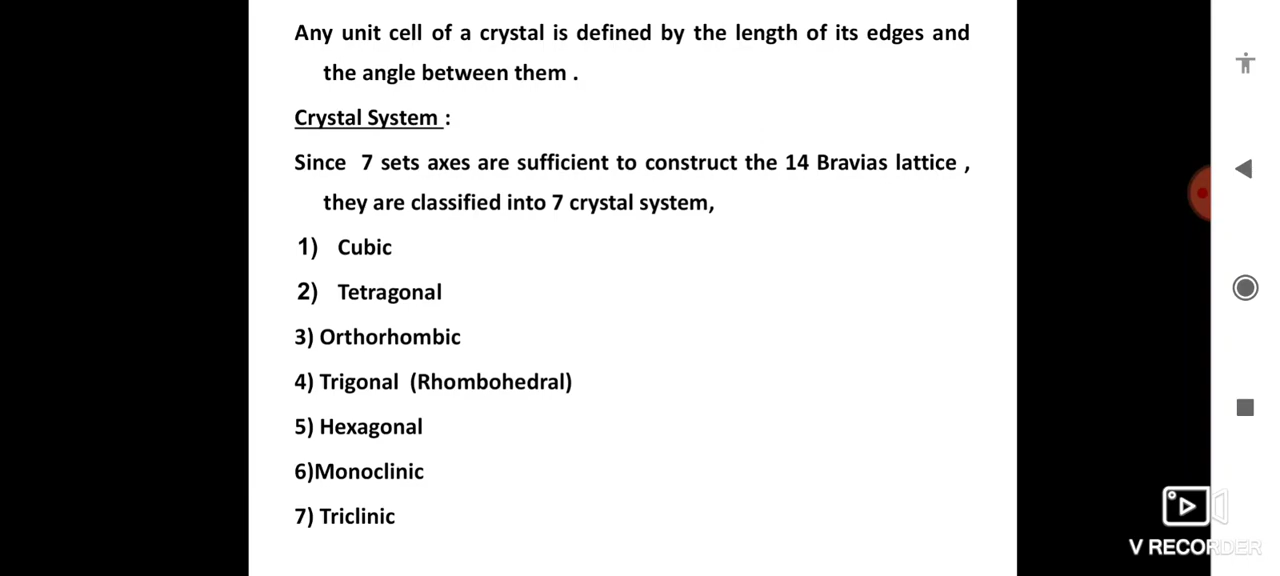 Any unit cell of a crystal is defined by the length of its edges and
the angle between them .
Crystal System :
Since 7 sets axes are sufficient to construct the 14 Bravias lattice ,
they are classified into 7 crystal system,
1) Cubic
2) Tetragonal
3) Orthorhombic
4) Trigonal (Rhombohedral)
5) Hexagonal
6)Monoclinic
7) Triclinic
V RECORDER